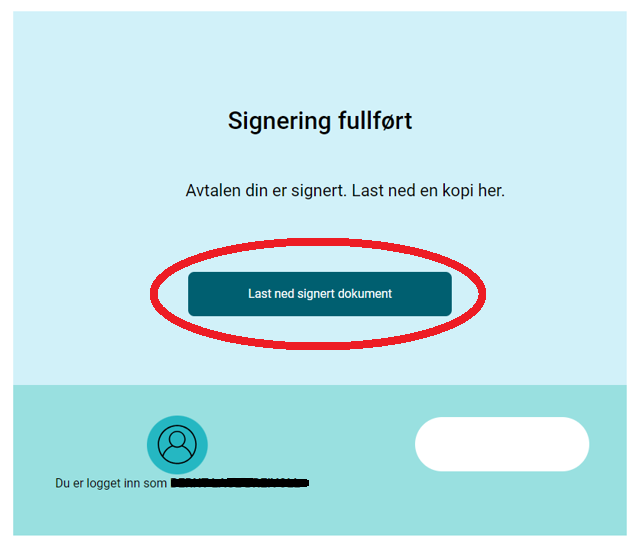 Signering fullført
Avtalen din er signert. Last ned en kopi her.
Last ned signert dokument
Du er logget inn som